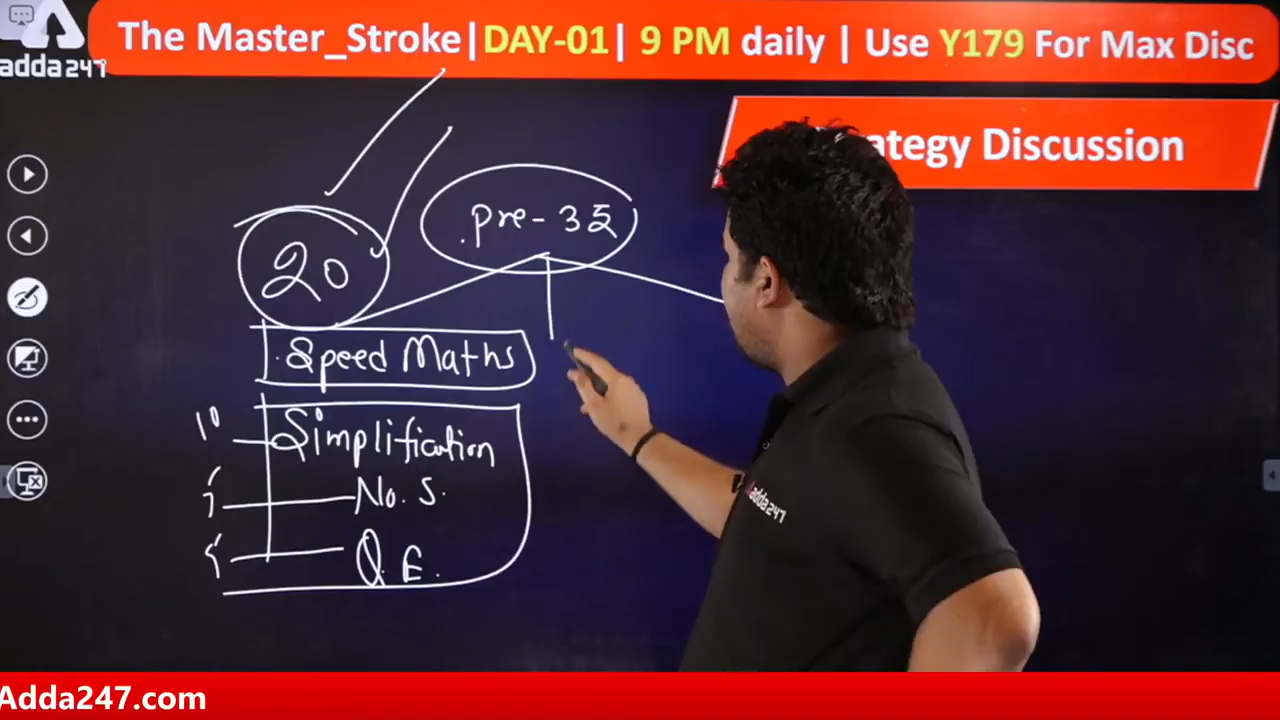 The Master_Stroke|DAY-01| 9 PM daily | Use Y179 For Max Disc
adda247
ategy Discussion
Pre-35
20
Speed Maths
10
Simplification
No. S.
Q.E.
adda247
Adda247.com